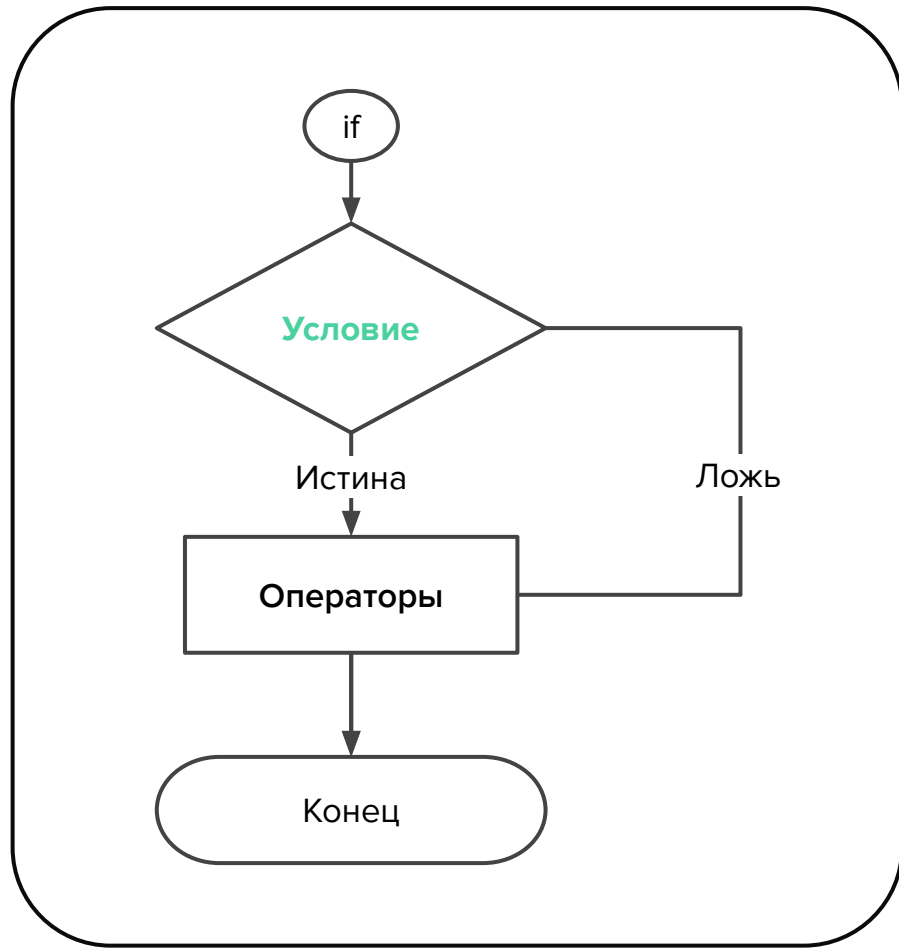 if
Условие
Истина
Ложь
Операторы
Конец